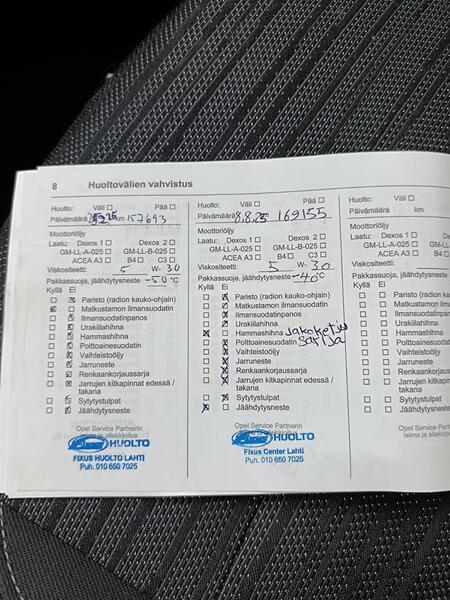 8 Huoltovälien vahvistus
Huolto: Väli Pää
Päivämäärä km 157693
Moottoriöljy
Laatu: Dexos 1 Dexos 2
GM-LL-A-025 GM-LL-B-025
ACEA A3 B4 C3
Viskositeetti: 5 W- 30
Pakkassuoja, jäähdytysneste -50 °C
Kyllä Ei
Paristo (radion kauko-ohjain)
Matkustamon ilmansuodatin
Ilmansuodatinpanos
Urakiilahihna
Hammashihna
Polttoainesuodatin
Vaihteistoöljy
Jarruneste
Renkaankorjaussarja
Jarrujen kitkapinnat edessä /
takana
Sytytystulpat
Jäähdytysneste
Opel Service Partnerin
HUOLTO
FIXUS HUOLTO LAHTI
Puh. 010 650 7025
Huolto: Väli Pää
Päivämäärä 8.8.25 169155
Moottoriöljy
Laatu: Dexos 1 Dexos 2
GM-LL-A-025 GM-LL-B-025
ACEA A3 B4 C3
Viskositeetti: 5 W- 30
Pakkassuoja, jäähdytysneste -40°C
Kyllä Ei
Paristo (radion kauko-ohjain)
Matkustamon ilmansuodatin
Ilmansuodatinpanos
Urakiilahihna
Hammashihna Jakoketju
Polttoainesuodatin sarja
Vaihteistoöljy
Jarruneste
Renkaankorjaussarja
Jarrujen kitkapinnat edessä /
takana
Sytytystulpat
Jäähdytysneste
Opel Service Partnerin
HUOLTO
Fixus Center Lahti
Puh. 010 650 7025
Huolto: Väli
Päivämäärä km
Moottoriöljy
Laatu: Dexos 1
GM-LL-A-025
ACEA A3
Viskositeetti:
Pakkassuoja, jäähdytysneste
Kyllä Ei
Paristo (radion
Matkustamon
Ilmansuodatinpanos
Urakiilahihna
Hammashihna
Polttoainesuodatin
Vaihteistoöljy
Jarruneste
Renkaankorjaussarja
Jarrujen kitkapinnat
takana
Sytytystulpat
Jäähdytysneste
Opel Service
leima ja